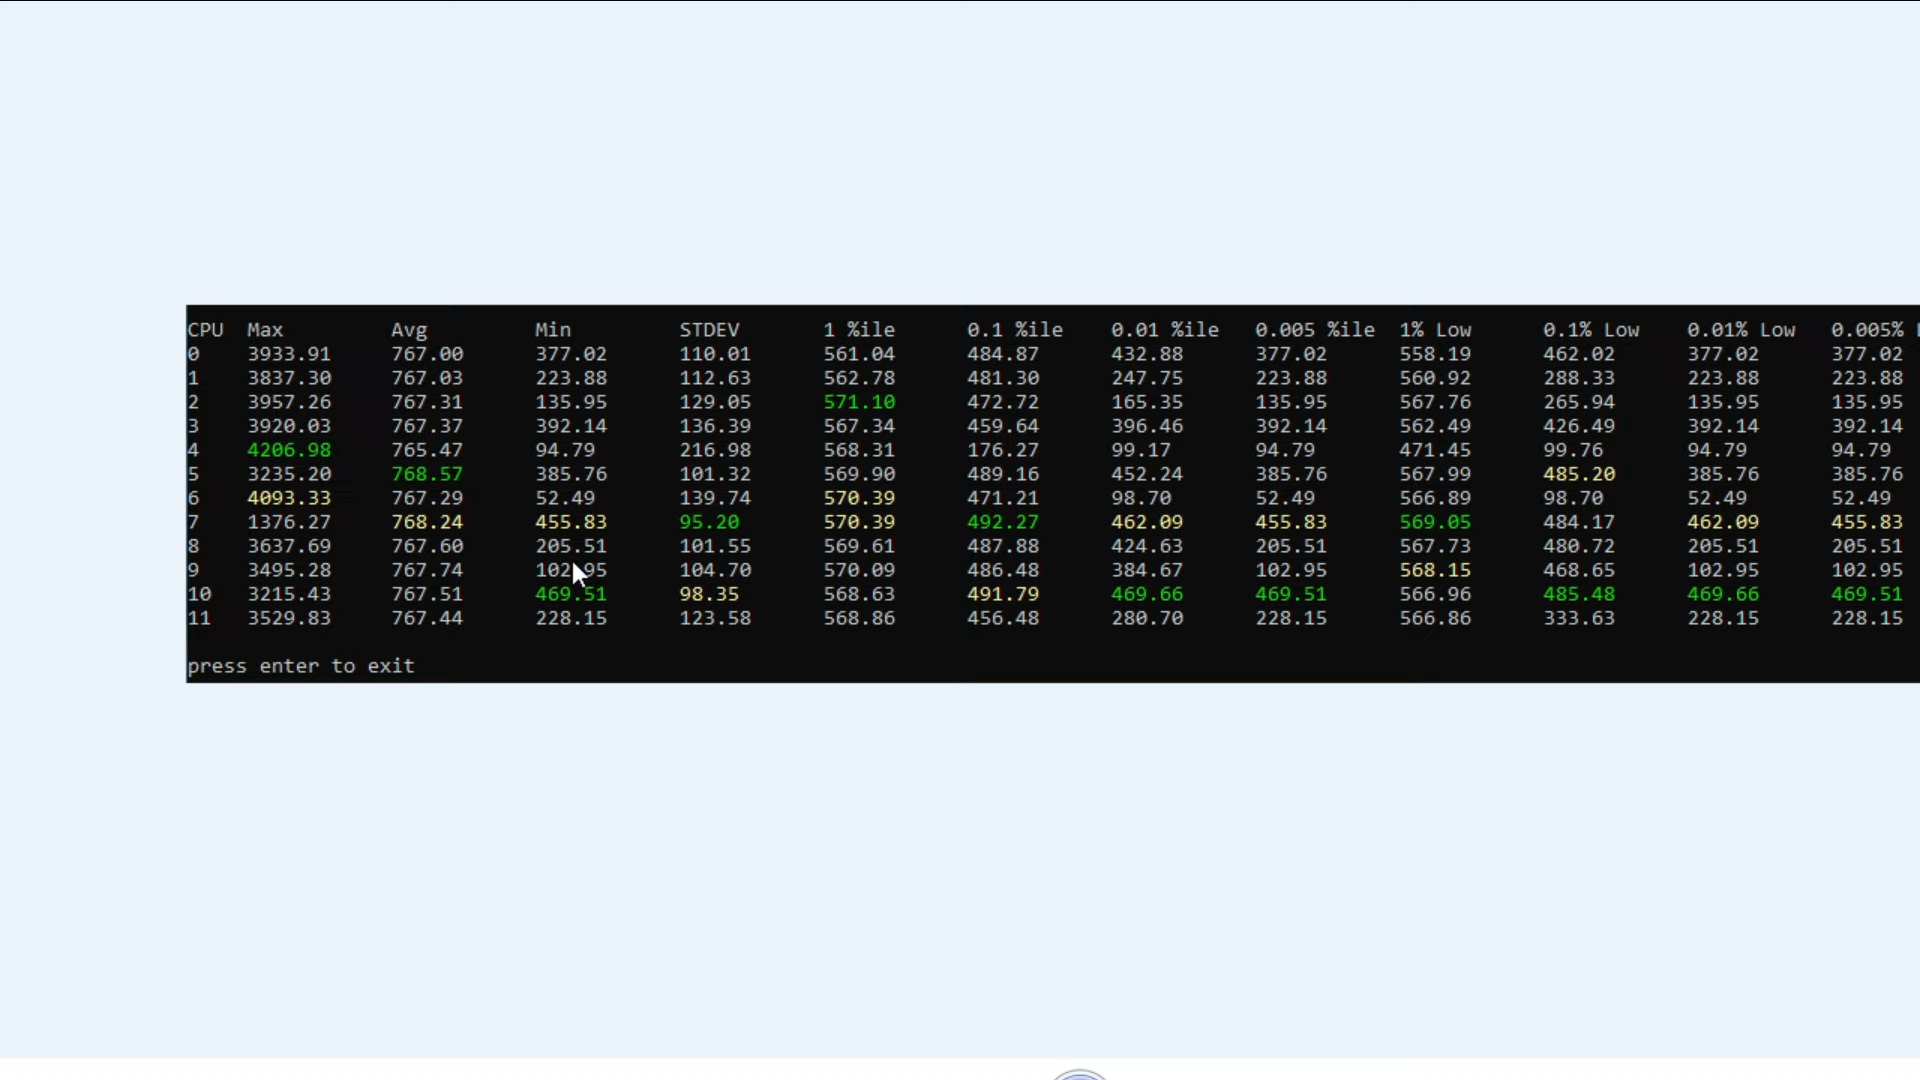 CPU Max Avg Min STDEV 1 %ile 0.1 %ile 0.01 %ile 0.005 %ile 1% Low 0.1% Low 0.01% Low 0.005%
0 3933.91 767.00 377.02 110.01 561.04 484.87 432.88 377.02 558.19 462.02 377.02 377.02
1 3837.30 767.03 223.88 112.63 562.78 481.30 247.75 223.88 560.92 288.33 223.88 223.88
2 3957.26 767.31 135.95 129.05 571.10 472.72 165.35 135.95 567.76 265.94 135.95 135.95
3 3920.03 767.37 392.14 136.39 567.34 459.64 396.46 392.14 562.49 426.49 392.14 392.14
4 4206.98 765.47 94.79 216.98 568.31 176.27 99.17 94.79 471.45 99.76 94.79 94.79
5 3235.20 768.57 385.76 101.32 569.90 489.16 452.24 385.76 567.99 485.20 385.76 385.76
6 4093.33 767.29 52.49 139.74 570.39 471.21 98.70 52.49 566.89 98.70 52.49 52.49
7 1376.27 768.24 455.83 95.20 570.39 492.27 462.09 455.83 569.05 484.17 462.09 455.83
8 3637.69 767.60 205.51 101.55 569.61 487.88 424.63 205.51 567.73 480.72 205.51 205.51
9 3495.28 767.74 102.95 104.70 570.09 486.48 384.67 102.95 568.15 468.65 102.95 102.95
10 3215.43 767.51 469.51 98.35 568.63 491.79 469.66 469.51 566.96 485.48 469.66 469.51
11 3529.83 767.44 228.15 123.58 568.86 456.48 280.70 228.15 566.86 333.63 228.15 228.15
press enter to exit